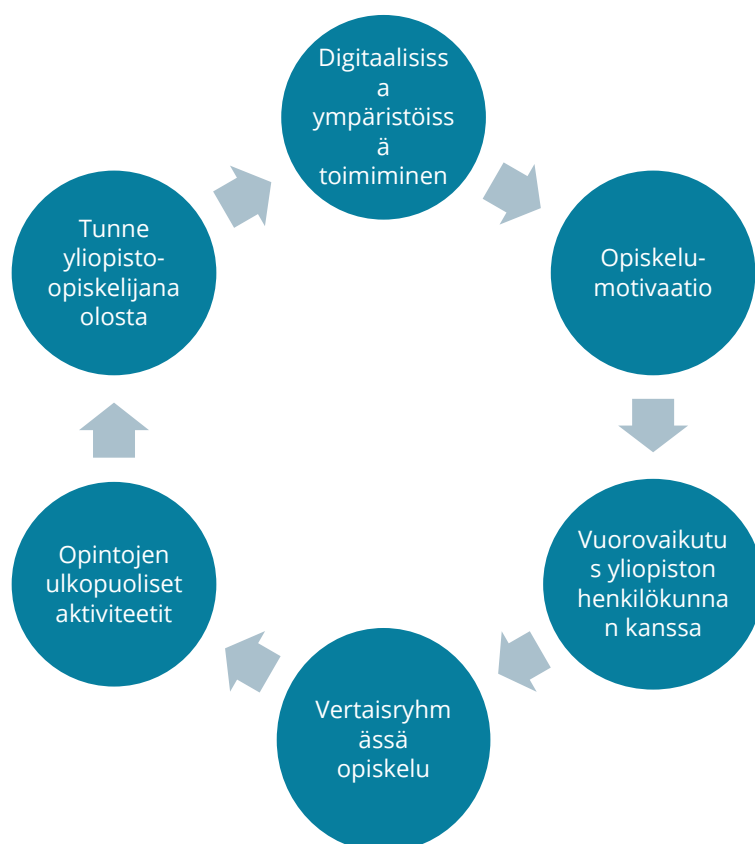 Digitaalisiss
a
ympäristöiss
ä
toimiminen
Opiskelu-
motivaatio
Vuorovaikutu
s yliopiston
henkilökunna
n kanssa
Vertaisryhm
ässä
opiskelu
Opintojen
ulkopuoliset
aktiviteetit
Tunne
yliopisto-
opiskelijana
olosta